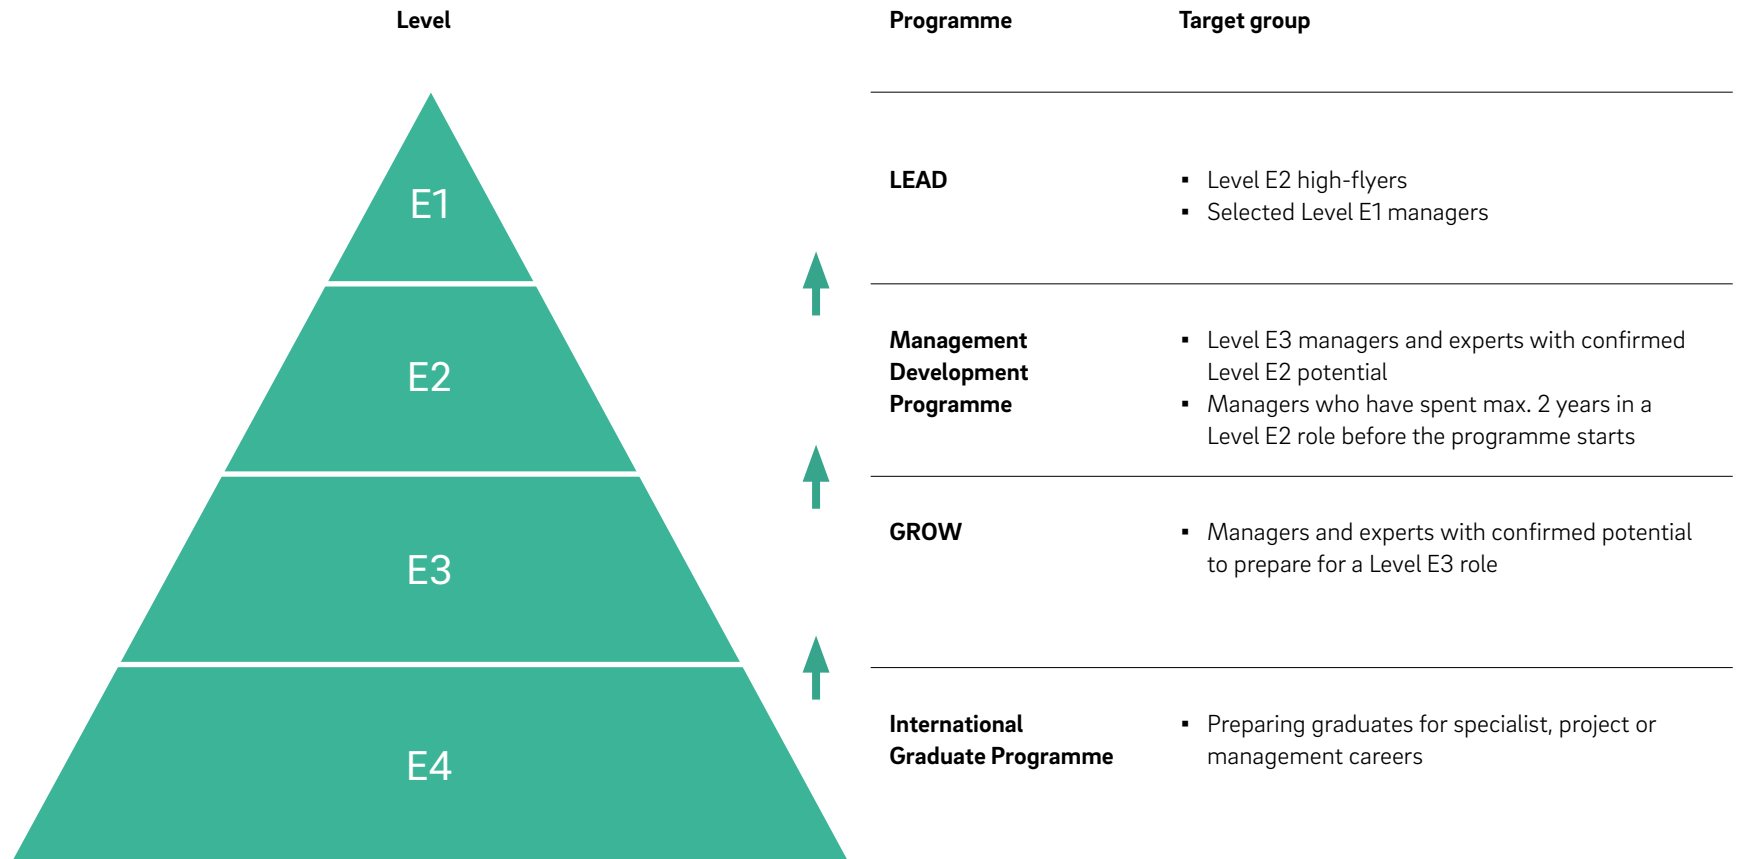 Level
Programme
Target group
E1
LEAD
▪ Level E2 high-flyers
▪ Selected Level E1 managers
E2
Management
Development
Programme
▪ Level E3 managers and experts with confirmed
Level E2 potential
▪ Managers who have spent max. 2 years in a
Level E2 role before the programme starts
E3
GROW
▪ Managers and experts with confirmed potential
to prepare for a Level E3 role
E4
International
Graduate Programme
▪ Preparing graduates for specialist, project or
management careers